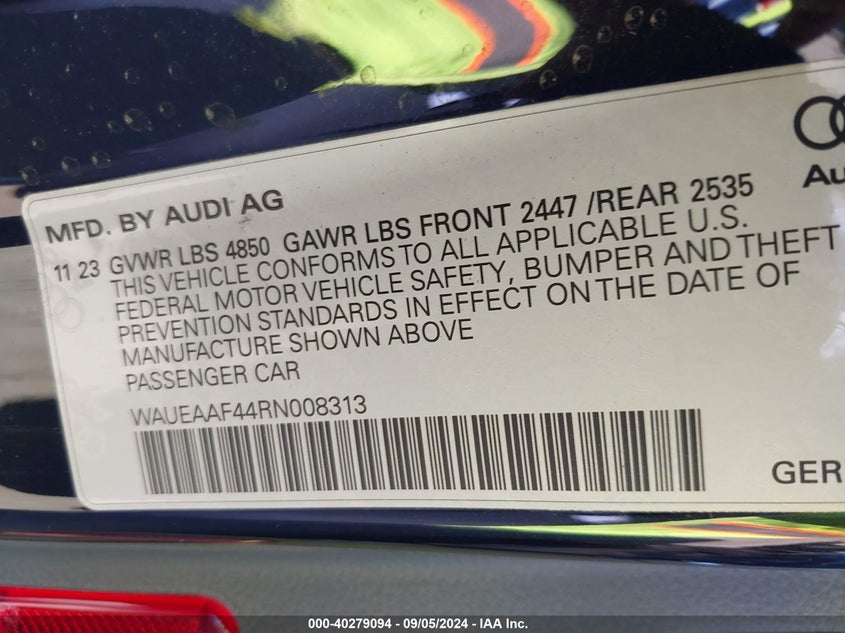 MFD. BY AUDI AG
11 23 GVWR LBS 4850 GAWR LBS FRONT 2447 /REAR 2535
THIS VEHICLE CONFORMS TO ALL APPLICABLE U.S.
FEDERAL MOTOR VEHICLE SAFETY, BUMPER AND THEFT
PREVENTION STANDARDS IN EFFECT ON THE DATE OF
MANUFACTURE SHOWN ABOVE
PASSENGER CAR
WAUEAAF44RN008313
GER
Au
000-40279094 - 09/05/2024 - IAA Inc.